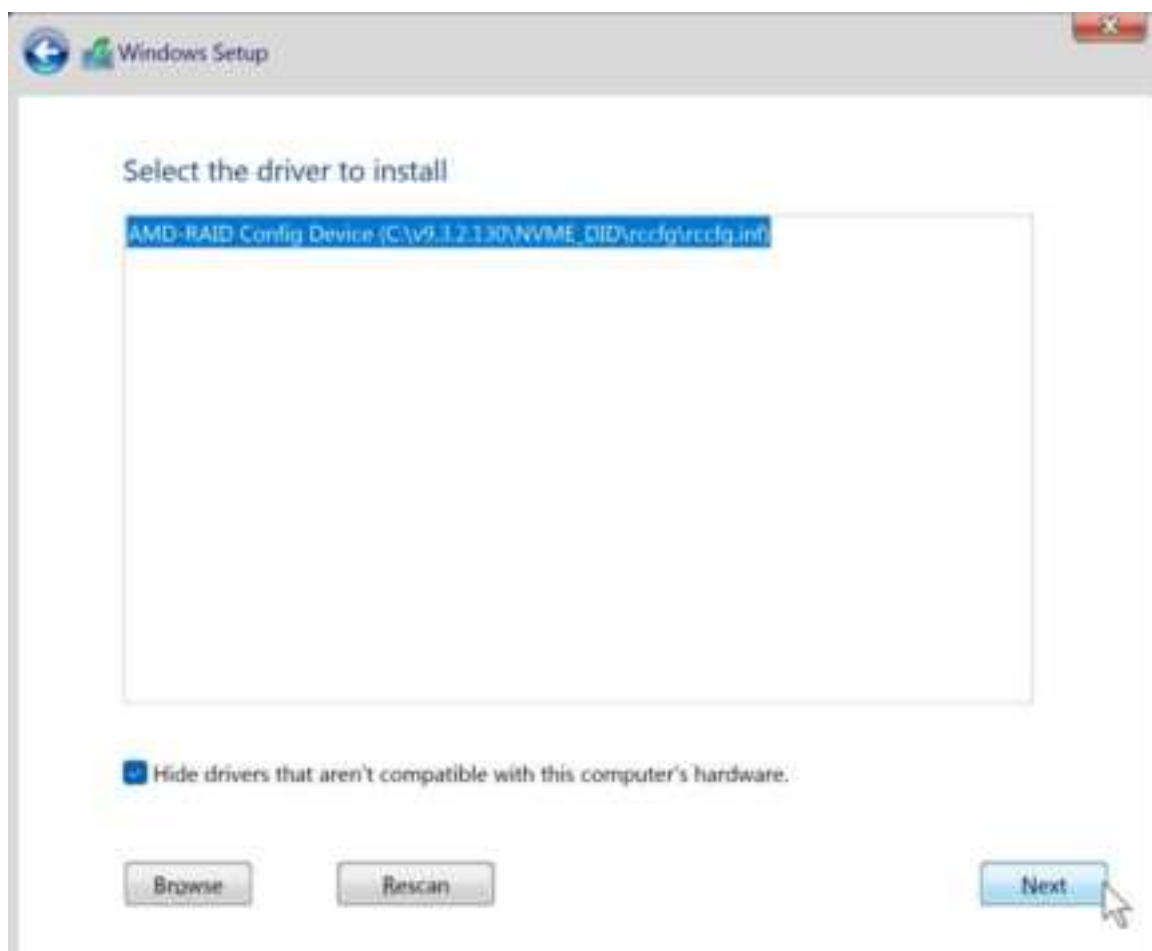 Windows Setup
Select the driver to install
AMD-RAID Config Device (C:\v9.3.2.130\NVME_DID\rccfg\rccfg.inf)
Hide drivers that aren't compatible with this computer's hardware.
Browse
Rescan
Next